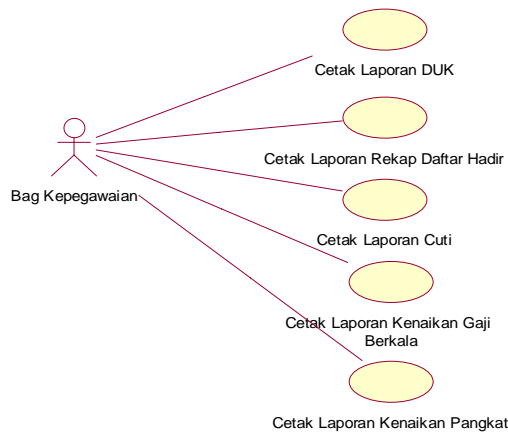 Cetak Laporan DUK
Cetak Laporan Rekap Daftar Hadir
Bag Kepegawaian
Cetak Laporan Cuti
Cetak Laporan Kenaikan Gaji
Berkala
Cetak Laporan Kenaikan Pangkat